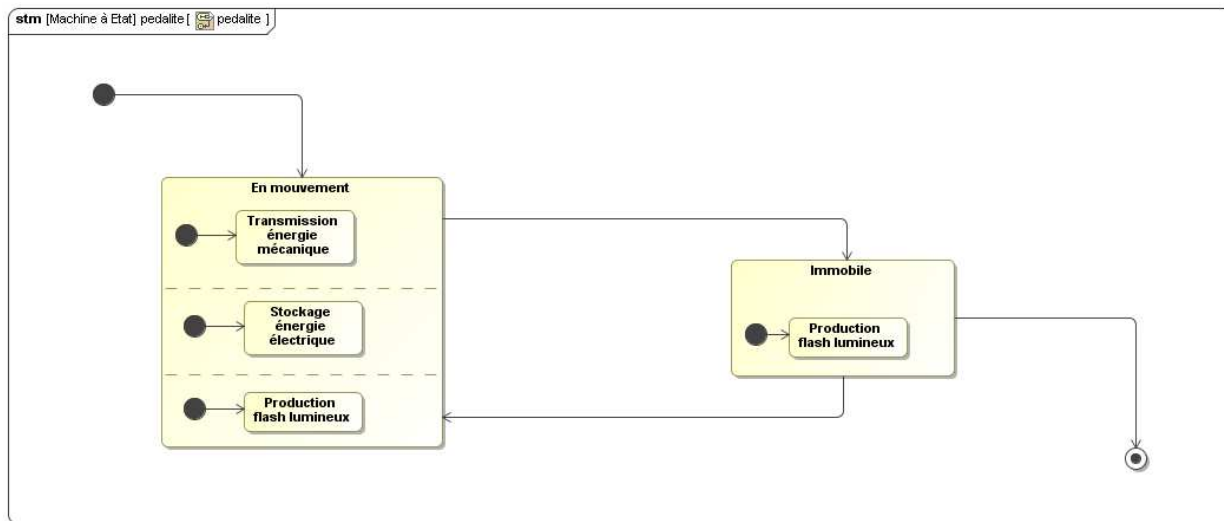 stm [Machine à Etat] pedalite [ pedalite ]
En mouvement
Transmission
énergie
mécanique
Stockage
énergie
électrique
Production
flash lumineux
Immobile
Production
flash lumineux